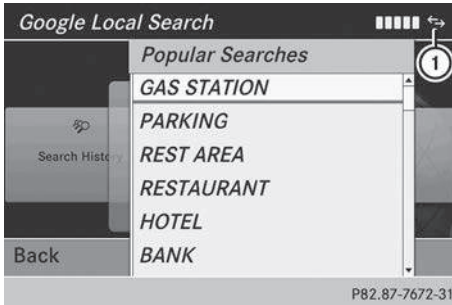 Google Local Search
1
Popular Searches
GAS STATION
PARKING
REST AREA
RESTAURANT
HOTEL
BANK
Search Histo
Back
P82.87-7672-31